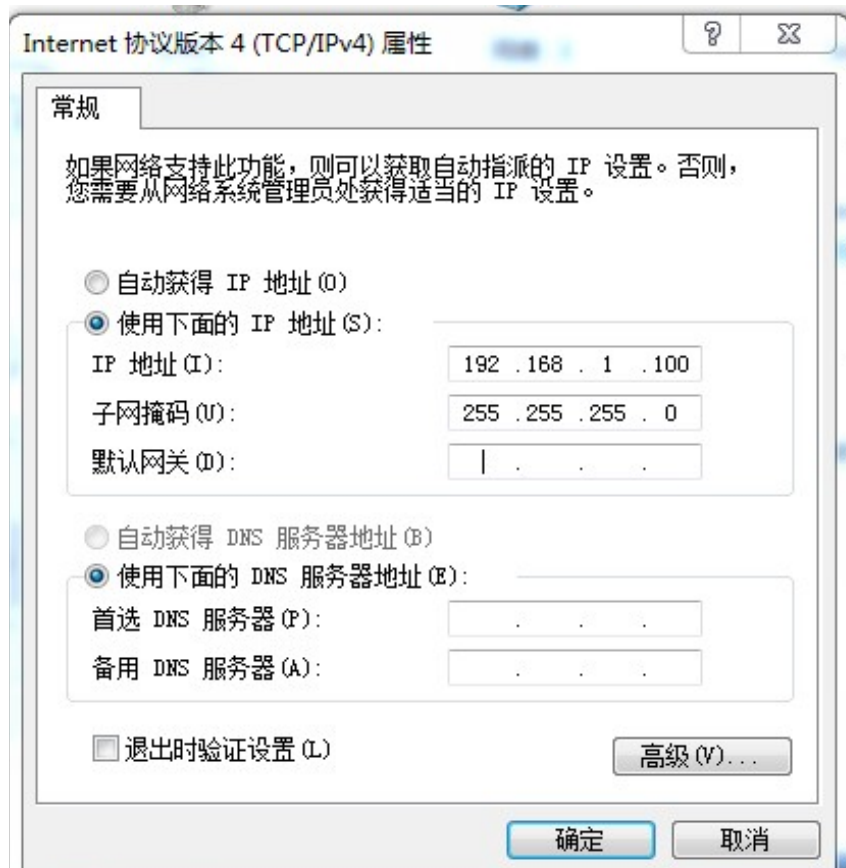 Internet 协议版本 4 (TCP/IPv4) 属性
常规
如果网络支持此功能，则可以获取自动指派的 IP 设置。否则，
您需要从网络系统管理员处获得适当的 IP 设置。
自动获得 IP 地址(O)
使用下面的 IP 地址(S):
IP 地址(I): 192 .168 . 1 .100
子网掩码(U): 255 .255 .255 . 0
默认网关(D): . . .
自动获得 DNS 服务器地址(B)
使用下面的 DNS 服务器地址(E):
首选 DNS 服务器(P): . . .
备用 DNS 服务器(A): . . .
退出时验证设置(L)
高级(V)...
确定 取消